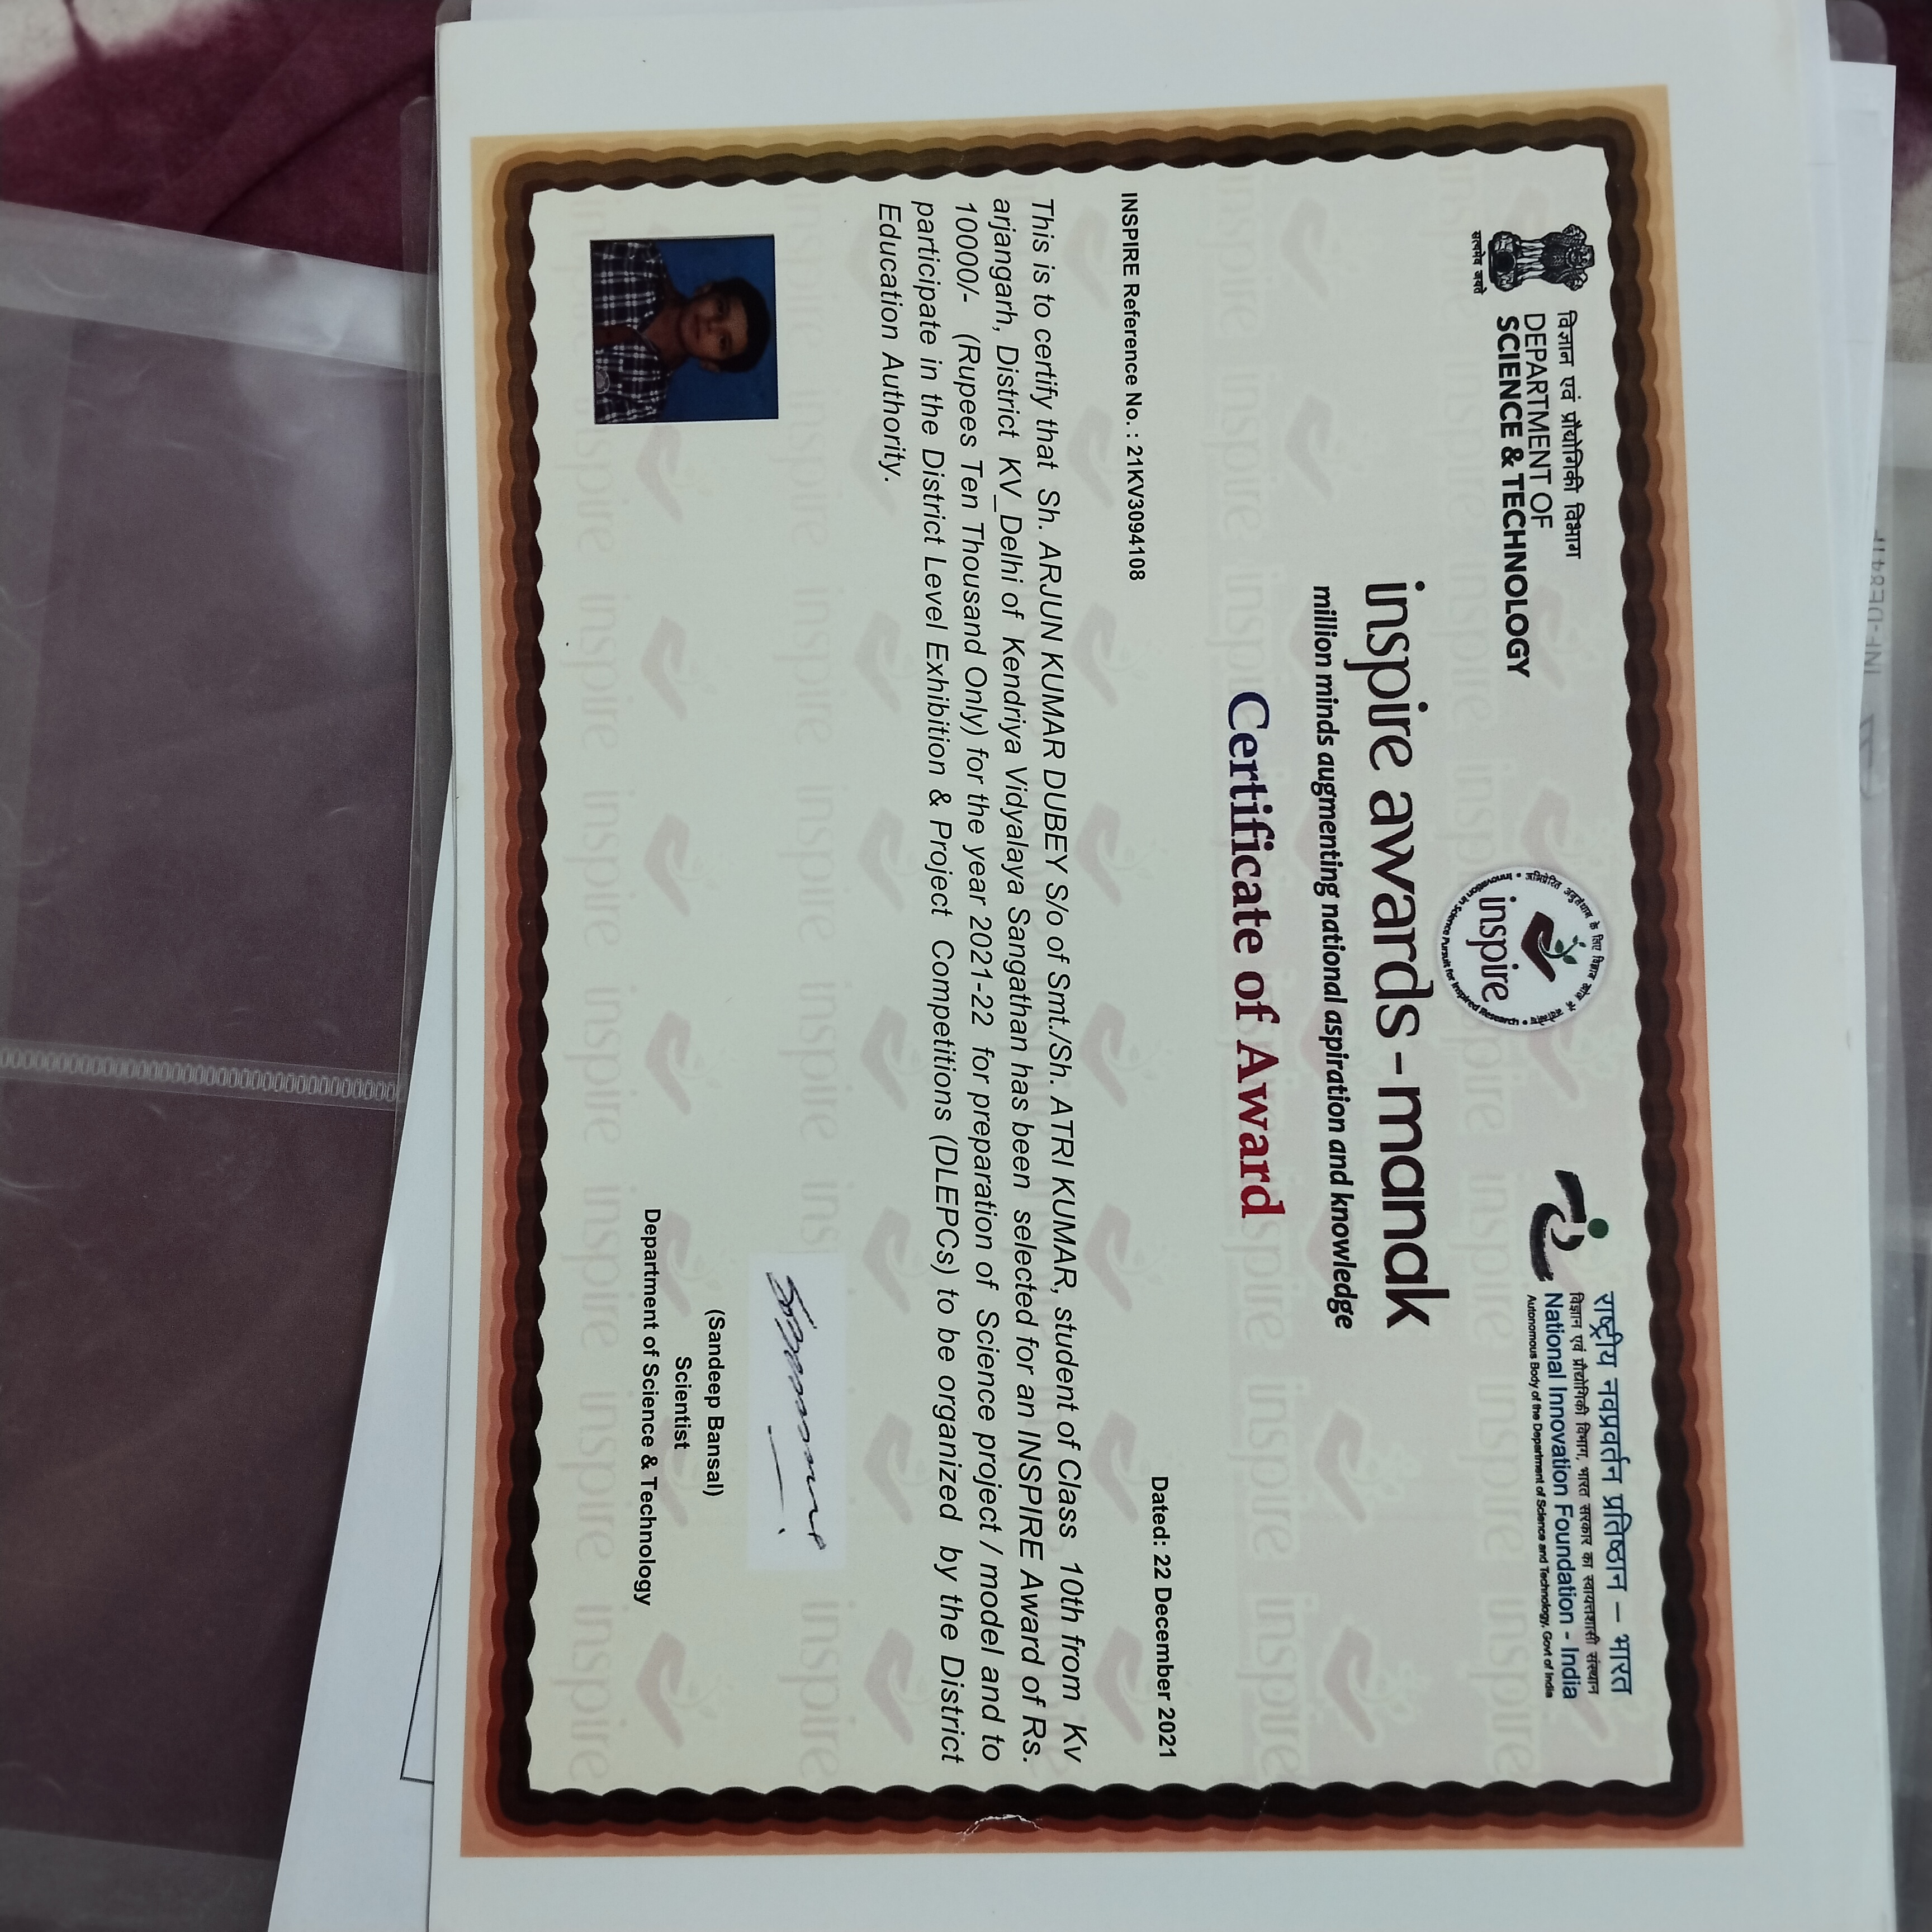 सत्यमेव जयते
विज्ञान एवं प्रौद्योगिकी विभाग
DEPARTMENT OF
SCIENCE & TECHNOLOGY
inspire
Innovation in Science Pursuit for Inspired Research
राष्ट्रीय नवप्रवर्तन प्रतिष्ठान – भारत
विज्ञान एवं प्रौद्योगिकी विभाग, भारत सरकार का स्वायत्तशासी संस्थान
National Innovation Foundation - India
Autonomous Body of the Department of Science and Technology, Govt of India
inspire awards - manak
million minds augmenting national aspiration and knowledge
Certificate of Award
INSPIRE Reference No. : 21KV3094108
Dated: 22 December 2021
This is to certify that Sh. ARJUN KUMAR DUBEY S/o of Smt./Sh. ATRI KUMAR, student of Class 10th from Kv
arjangarh, District KV_Delhi of Kendriya Vidyalaya Sangathan has been selected for an INSPIRE Award of Rs.
10000/- (Rupees Ten Thousand Only) for the year 2021-22 for preparation of Science project / model and to
participate in the District Level Exhibition & Project Competitions (DLEPCs) to be organized by the District
Education Authority.
(Sandeep Bansal)
Scientist
Department of Science & Technology